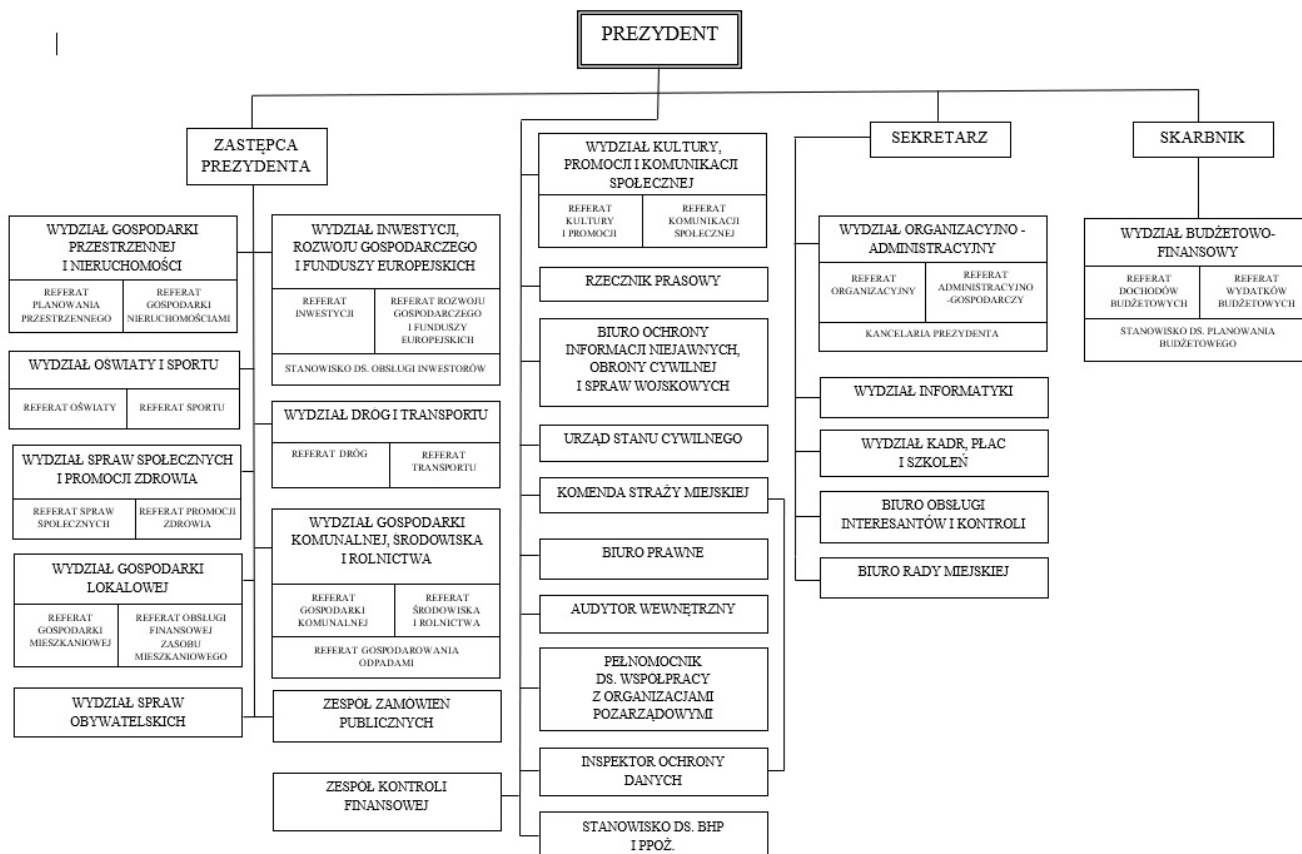 PREZYDENT
ZASTĘPCA
PREZYDENTA
SEKRETARZ
SKARBNIK
WYDZIAŁ GOSPODARKI
PRZESTRZENNEJ
I NIERUCHOMOŚCI
REFERAT
PLANOWANIA
PRZESTRZENNEGO
REFERAT
GOSPODARKI
NIERUCHOMOŚCIAMI
WYDZIAŁ OŚWIATY I SPORTU
REFERAT OŚWIATY
REFERAT SPORTU
WYDZIAŁ SPRAW SPOŁECZNYCH
I PROMOCJI ZDROWIA
REFERAT SPRAW
SPOŁECZNYCH
REFERAT PROMOCJI
ZDROWIA
WYDZIAŁ GOSPODARKI
LOKALOWEJ
REFERAT
GOSPODARKI
MIESZKANIOWEJ
REFERAT OBSŁUGI
FINANSOWEJ
ZASOBU
MIESZKANIOWEGO
WYDZIAŁ SPRAW
OBYWATELSKICH
WYDZIAŁ INWESTYCJI,
ROZWOJU GOSPODARCZEGO
I FUNDUSZY EUROPEJSKICH
REFERAT
INWESTYCJI
REFERAT ROZWOJU
GOSPODARCZEGO
I FUNDUSZY
EUROPEJSKICH
STANOWISKO DS. OBSŁUGI INWESTORÓW
WYDZIAŁ DRÓG I TRANSPORTU
REFERAT DRÓG
REFERAT
TRANSPORTU
WYDZIAŁ GOSPODARKI
KOMUNALNEJ, ŚRODOWISKA
I ROLNICTWA
REFERAT
GOSPODARKI
KOMUNALNEJ
REFERAT
ŚRODOWISKA
I ROLNICTWA
REFERAT GOSPODAROWANIA
ODPADAMI
ZESPÓŁ ZAMÓWIEŃ
PUBLICZNYCH
ZESPÓŁ KONTROLI
FINANSOWEJ
WYDZIAŁ KULTURY,
PROMOCJI I KOMUNIKACJI
SPOŁECZNEJ
REFERAT
KULTURY
I PROMOCJI
REFERAT
KOMUNIKACJI
SPOŁECZNEJ
RZECZNIK PRASOWY
BIURO OCHRONY
INFORMACJI NIEJAWNYCH,
OBRONY CYWILNEJ
I SPRAW WOJSKOWYCH
URZĄD STANU CYWILNEGO
KOMENDA STRAŻY MIEJSKIEJ
BIURO PRAWNE
AUDYTOR WEWNĘTRZNY
PEŁNOMOCNIK
DS. WSPÓŁPRACY
Z ORGANIZACJAMI
POZARZĄDOWYMI
INSPEKTOR OCHRONY
DANYCH
STANOWISKO DS. BHP
I PPOŻ.
WYDZIAŁ ORGANIZACYJNO -
ADMINISTRACYJNY
REFERAT
ORGANIZACYJNY
REFERAT
ADMINISTRACYJNO
-GOSPODARCZY
KANCELARIA PREZYDENTA
WYDZIAŁ INFORMATYKI
WYDZIAŁ KADR, PŁAC
I SZKOLEŃ
BIURO OBSŁUGI
INTERESANTÓW I KONTROLI
BIURO RADY MIEJSKIEJ
WYDZIAŁ BUDŻETOWO-
FINANSOWY
REFERAT
DOCHODÓW
BUDŻETOWYCH
REFERAT
WYDATKÓW
BUDŻETOWYCH
STANOWISKO DS. PLANOWANIA
BUDŻETOWEGO